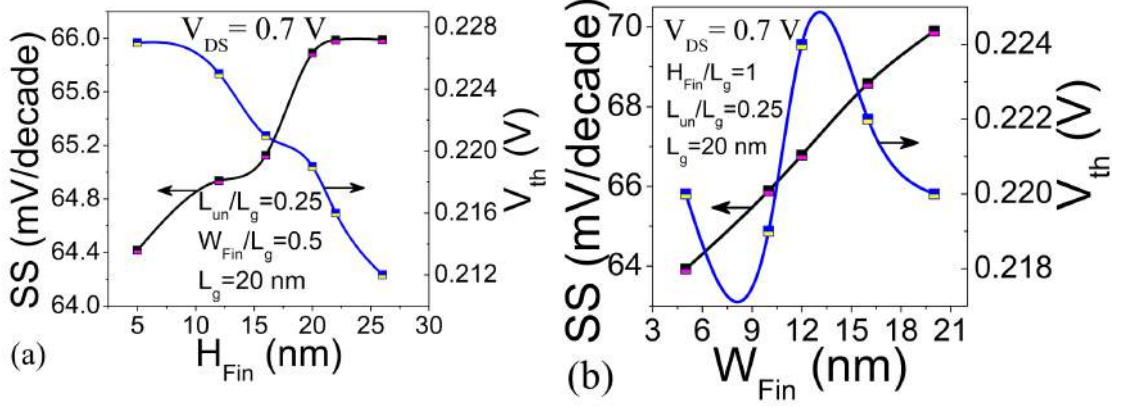 V_DS = 0.7 V
SS (mV/decade)
66.0
65.6
65.2
64.8
64.4
64.0
0.228
0.224
0.220
0.216
0.212
V_th (V)
L_un/L_g=0.25
W_Fin/L_g=0.5
L_g=20 nm
5 10 15 20 25 30
(a) H_Fin (nm)
V_DS = 0.7 V
H_Fin/L_g=1
L_un/L_g=0.25
L_g=20 nm
SS (mV/decade)
70
68
66
64
0.224
0.222
0.220
0.218
V_th (V)
3 6 9 12 15 18 21
(b) W_Fin (nm)